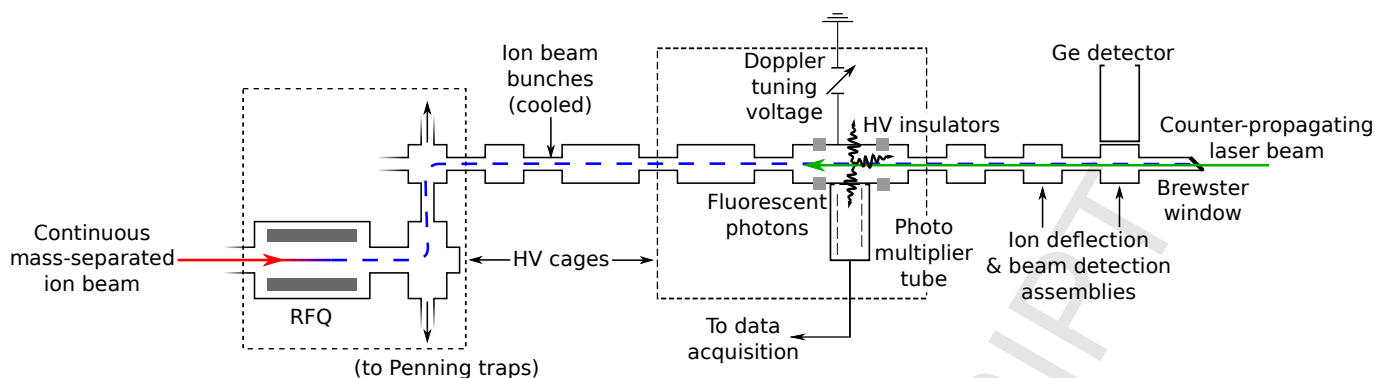 Ion beam
bunches
(cooled)
Doppler
tuning
voltage
Ge detector
HV insulators
Counter-propagating
laser beam
Brewster
window
Fluorescent
photons
Photo
multiplier
tube
Ion deflection
& beam detection
assemblies
Continuous
mass-separated
ion beam
HV cages
RFQ
To data
acquisition
(to Penning traps)
RIPT